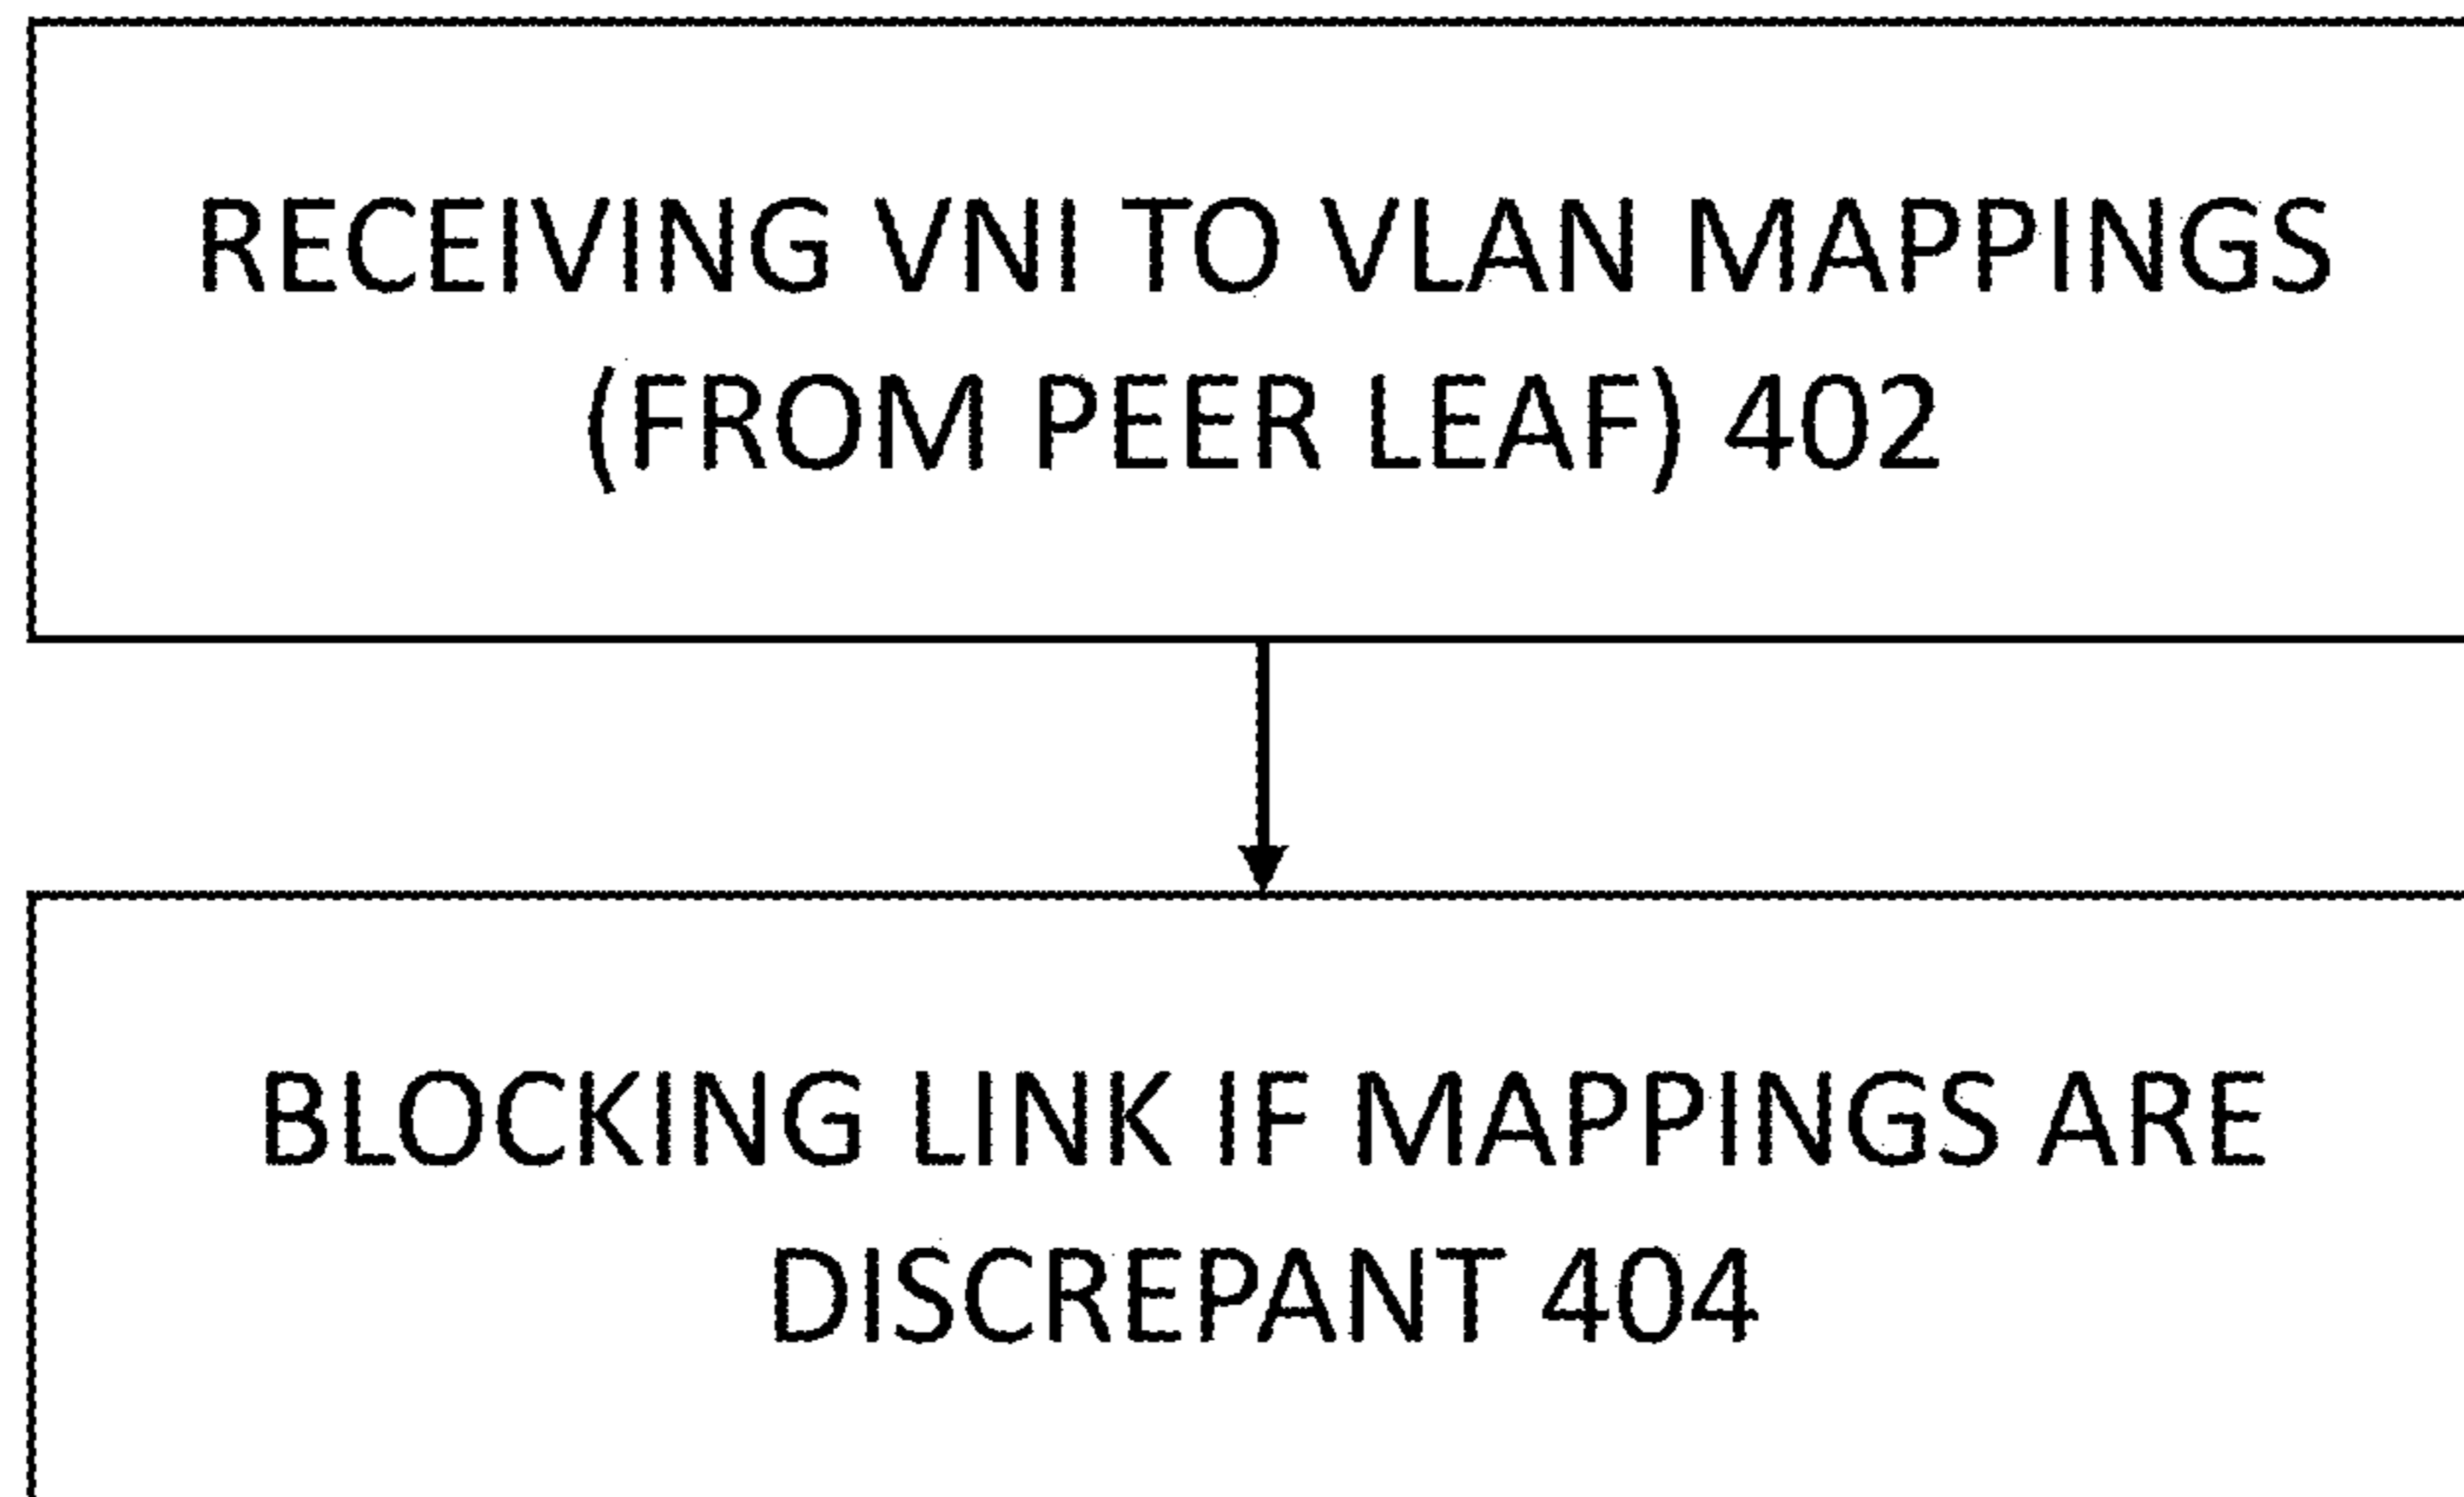 RECEIVING VNI TO VLAN MAPPINGS
(FROM PEER LEAF) 402
BLOCKING LINK IF MAPPINGS ARE
DISCREPANT 404